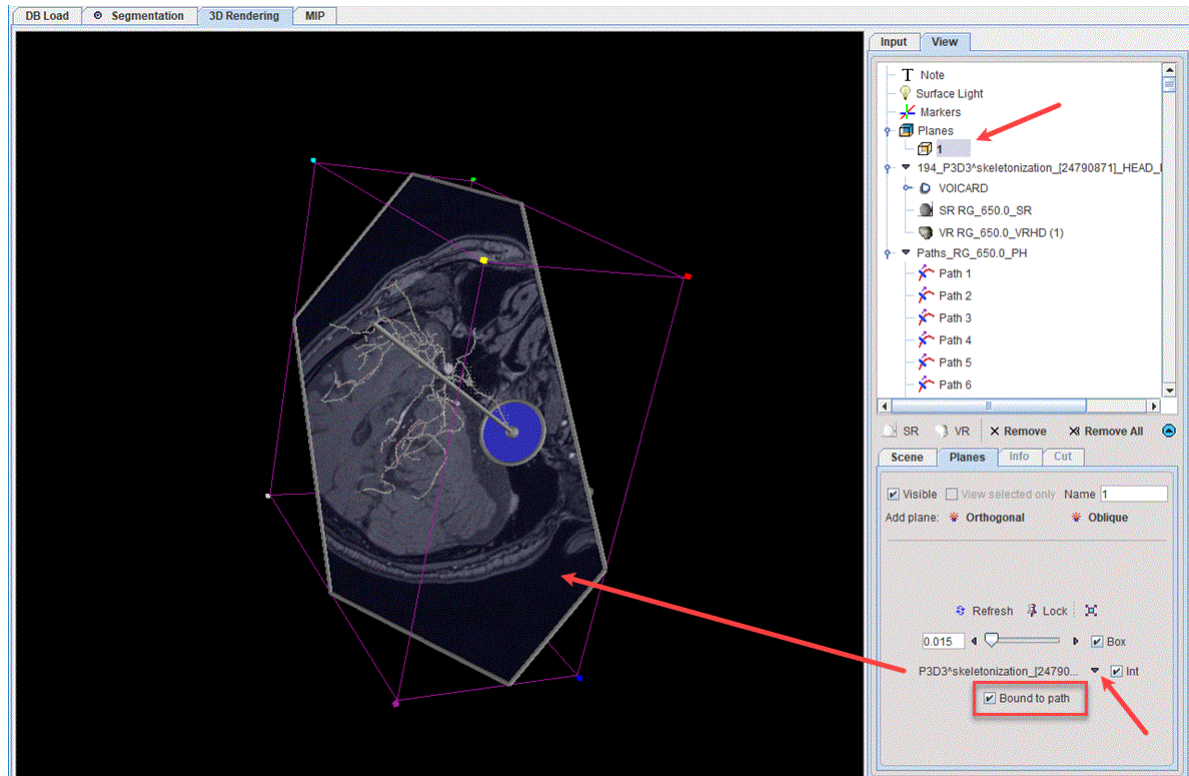 DB Load Segmentation 3D Rendering MIP
Input View
T Note
Surface Light
Markers
Planes
1
194_P3D3^skeletonization_[24790871]_HEAD_
VOICARD
SR RG_650.0_SR
VR RG_650.0_VRHD (1)
Paths_RG_650.0_PH
Path 1
Path 2
Path 3
Path 4
Path 5
Path 6
SR VR Remove Remove All
Scene Planes Info Cut
Visible View selected only Name 1
Add plane: Orthogonal Oblique
Refresh Lock
0.015 Box
P3D3^skeletonization_[24790... Int
Bound to path